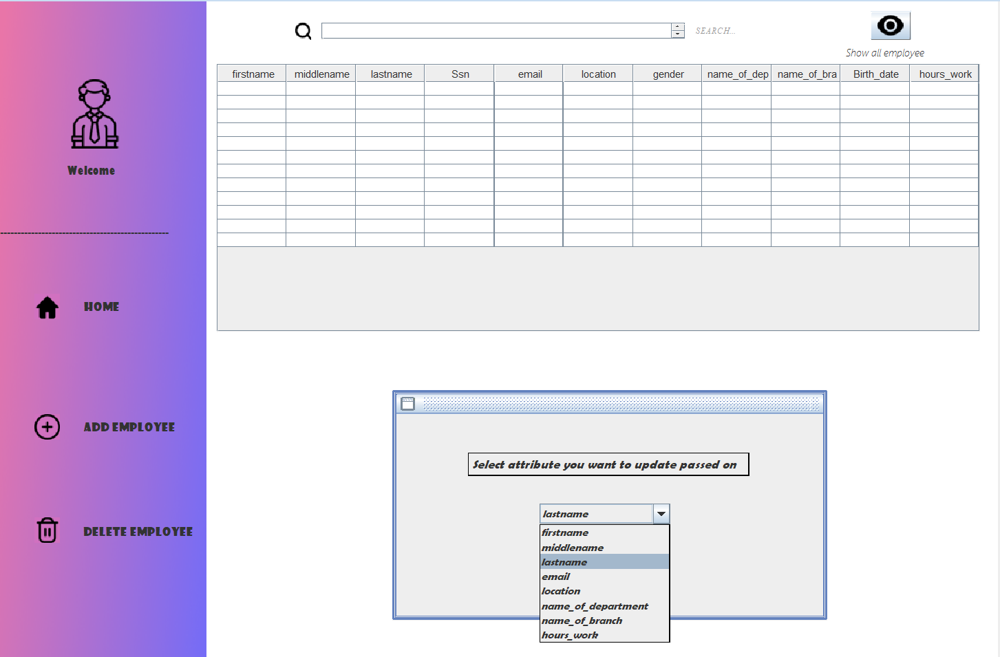 SEARCH...
Show all employee
firstname middlename lastname Ssn email location gender name_of_dep name_of_bra Birth_date hours_work
Welcome
--------------------------------------------------
HOME
ADD EMPLOYEE
DELETE EMPLOYEE
Select attribute you want to update passed on
lastname
firstname
middlename
lastname
email
location
name_of_department
name_of_branch
hours_work